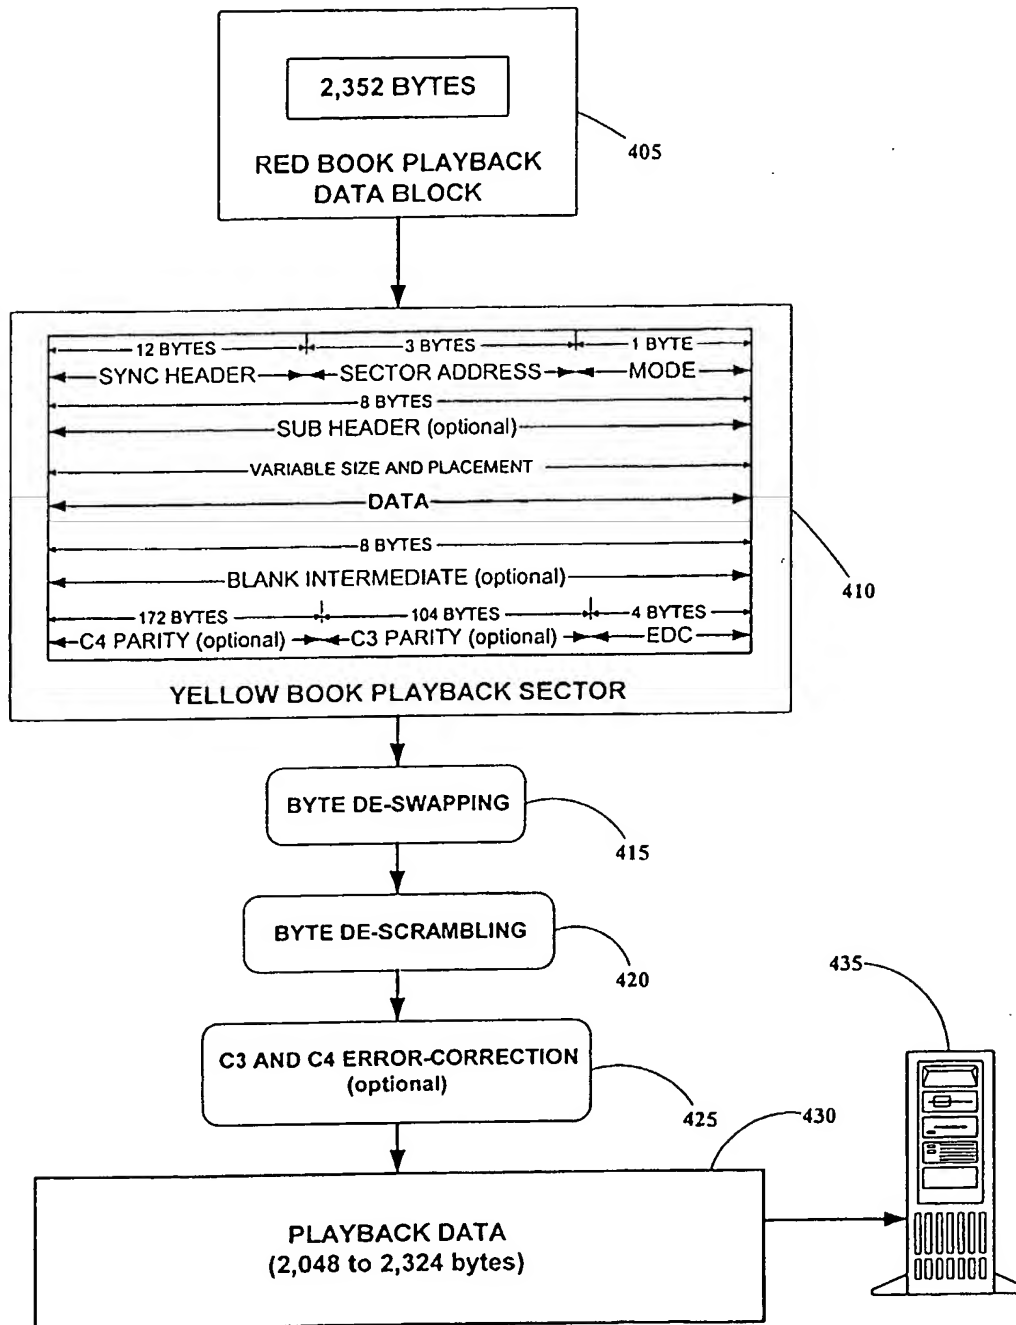 2,352 BYTES
RED BOOK PLAYBACK
DATA BLOCK
405
12 BYTES 3 BYTES 1 BYTE
SYNC HEADER SECTOR ADDRESS MODE
8 BYTES
SUB HEADER (optional)
VARIABLE SIZE AND PLACEMENT
DATA
8 BYTES
BLANK INTERMEDIATE (optional)
410
172 BYTES 104 BYTES 4 BYTES
C4 PARITY (optional) C3 PARITY (optional) EDC
YELLOW BOOK PLAYBACK SECTOR
BYTE DE-SWAPPING
415
BYTE DE-SCRAMBLING
420
435
C3 AND C4 ERROR-CORRECTION
(optional)
425
430
PLAYBACK DATA
(2,048 to 2,324 bytes)